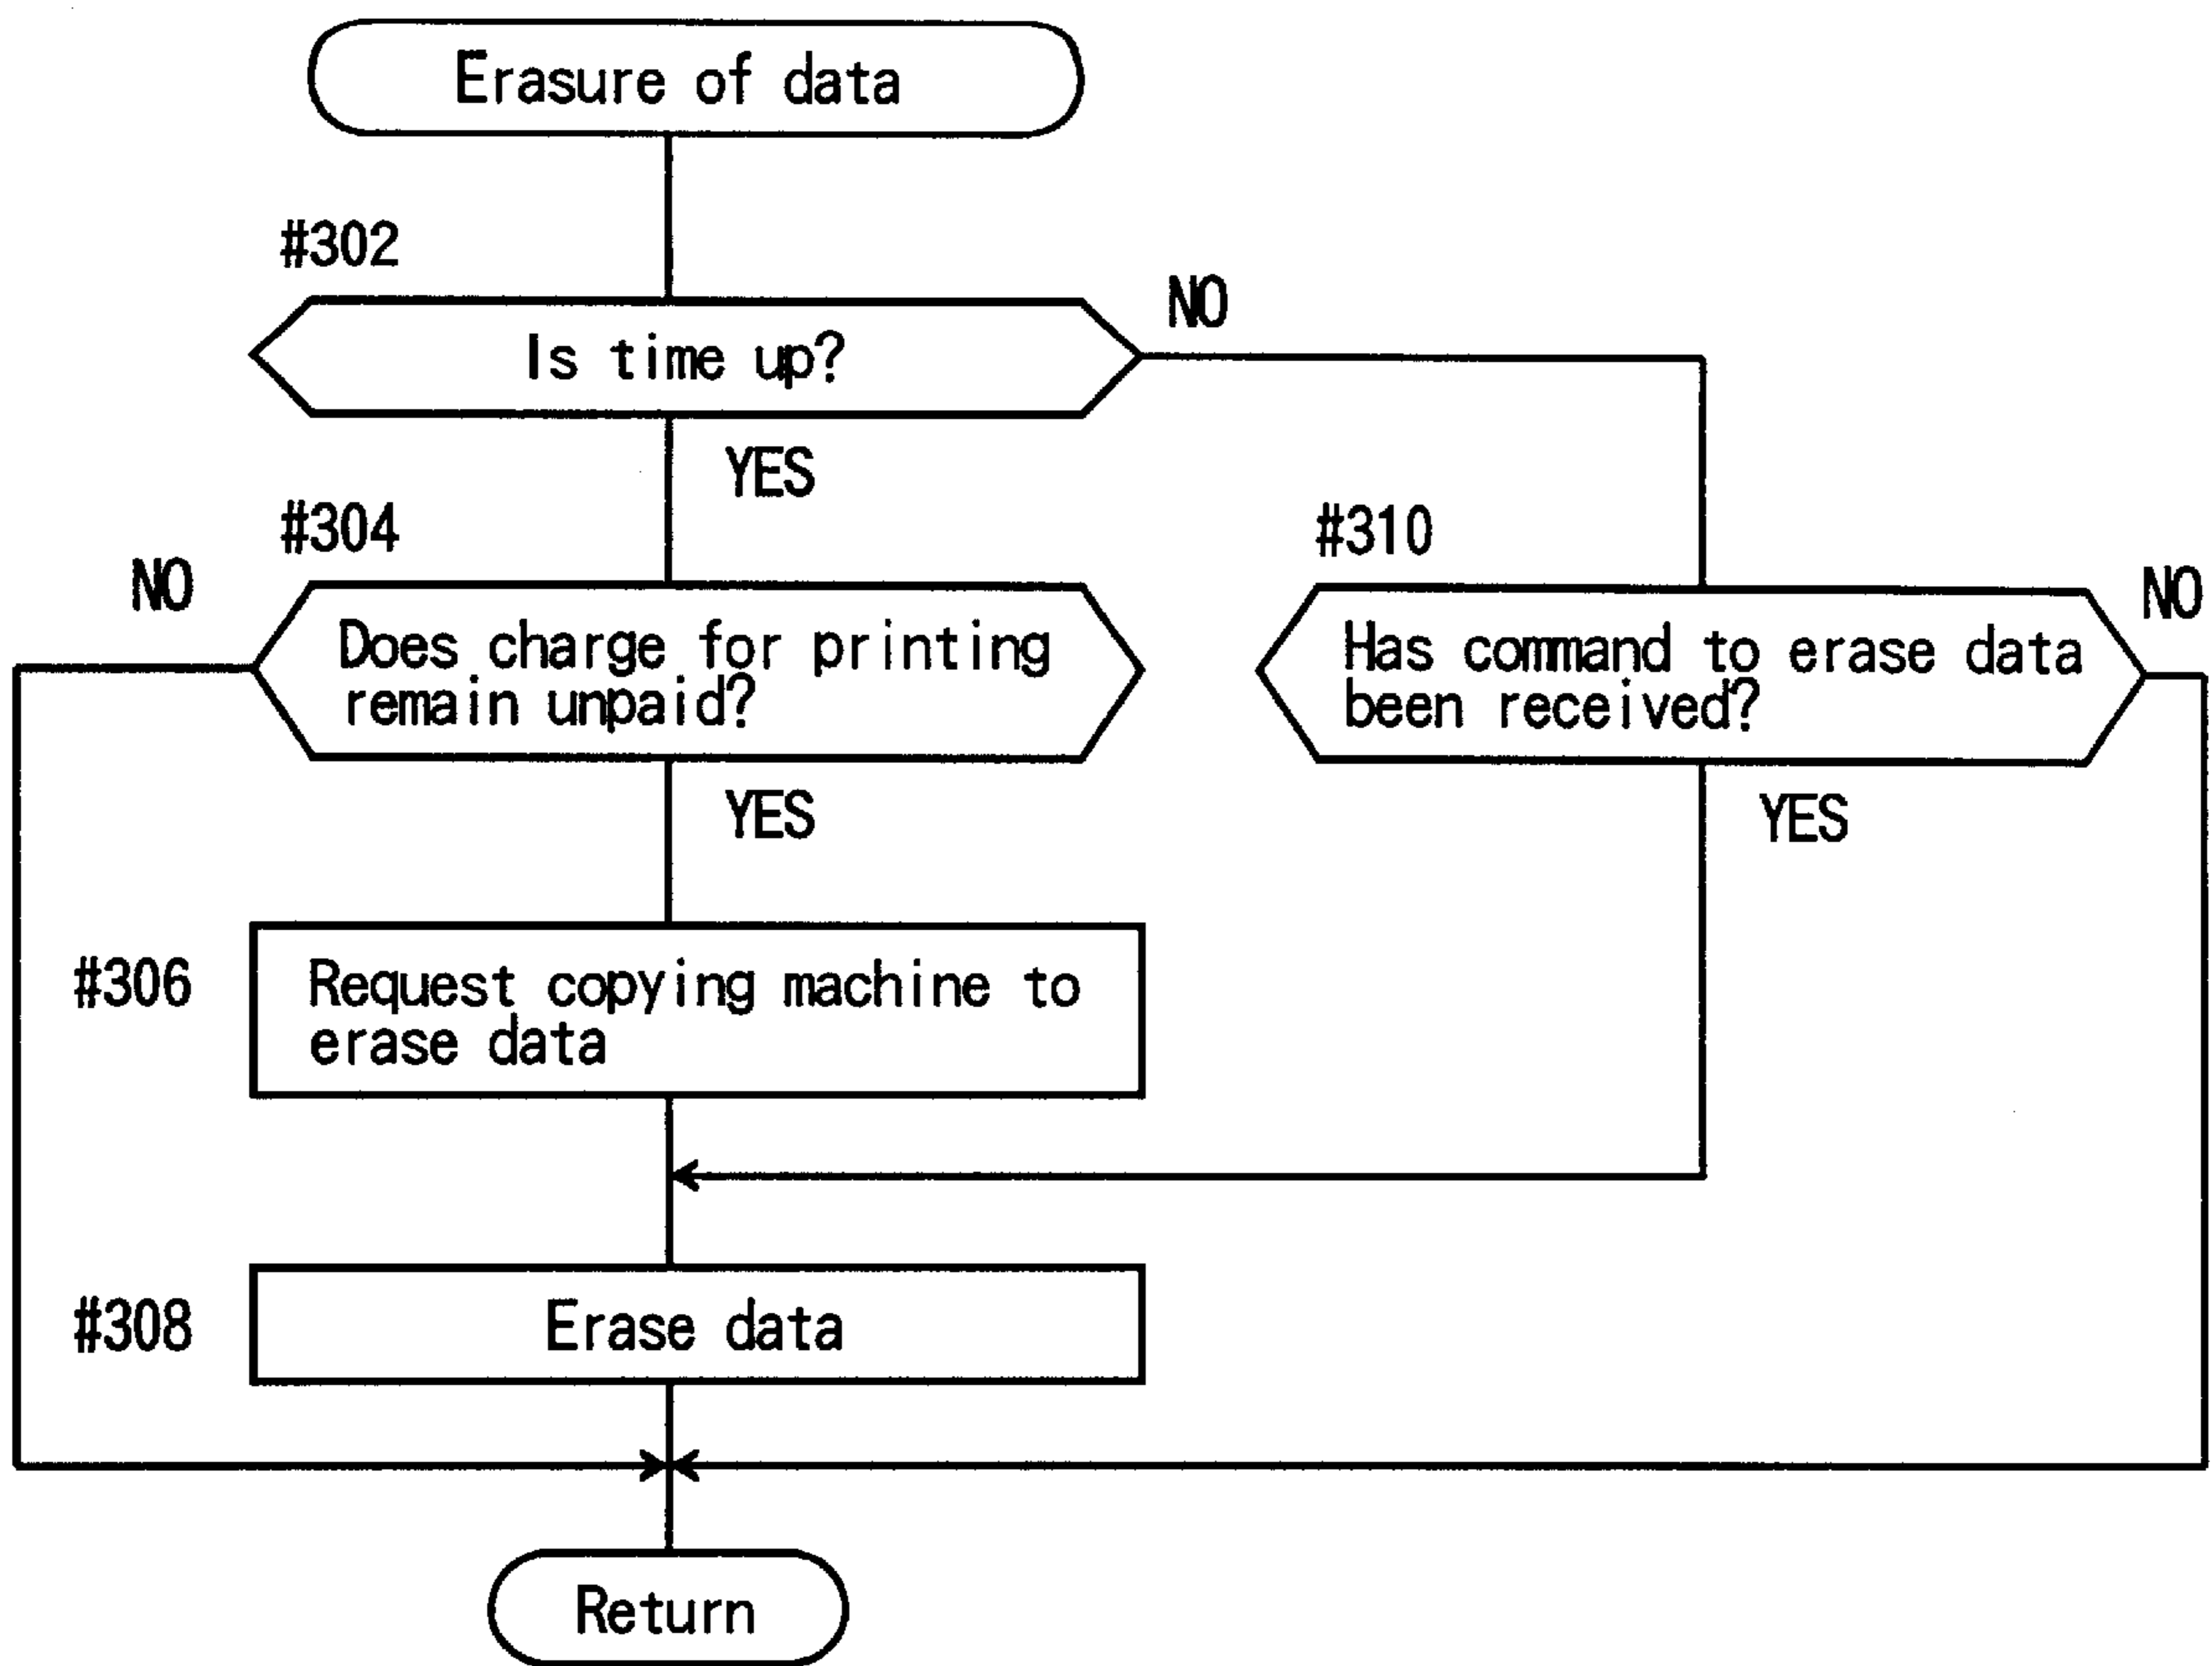 Erasure of data
#302
NO
Is time up?
YES
#304
#310
NO
NO
Does charge for printing
remain unpaid?
Has command to erase data
been received?
YES
YES
#306
Request copying machine to
erase data
#308
Erase data
Return